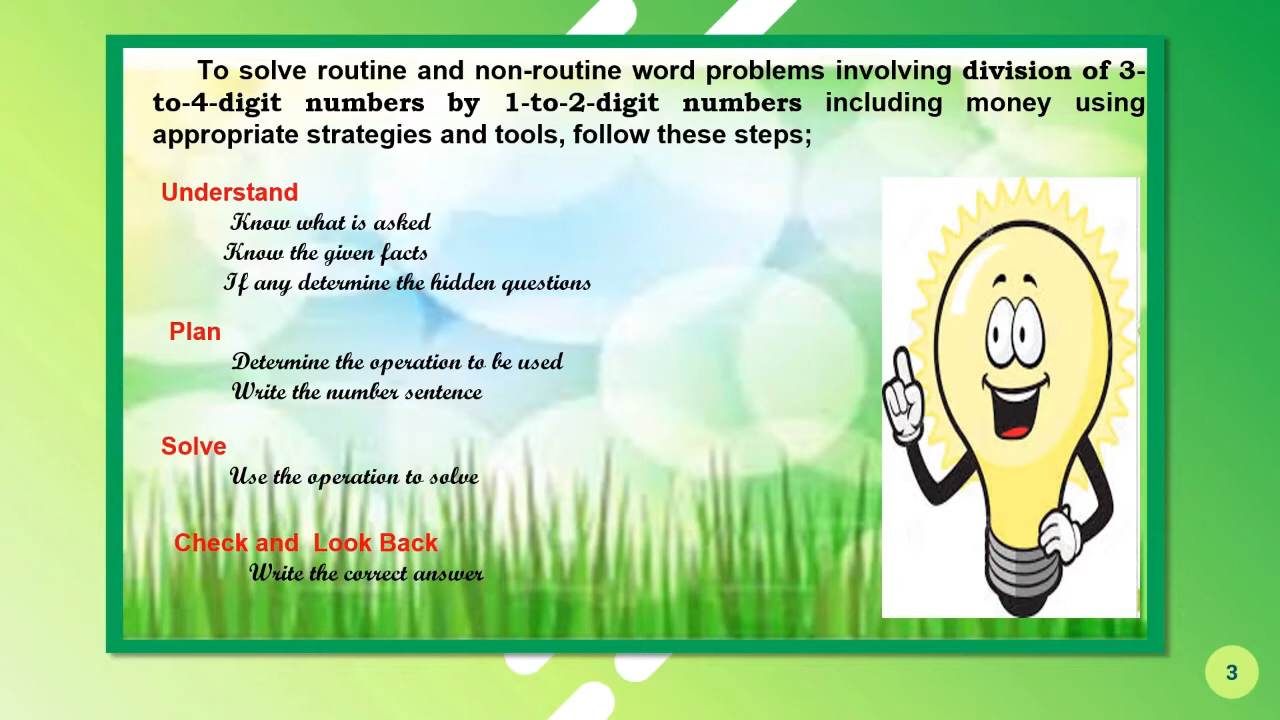 To solve routine and non-routine word problems involving division of 3-
to-4-digit numbers by 1-to-2-digit numbers including money using
appropriate strategies and tools, follow these steps;
Understand
Know what is asked
Know the given facts
If any determine the hidden questions
Plan
Determine the operation to be used
Write the number sentence
Solve
Use the operation to solve
Check and Look Back
Write the correct answer
3